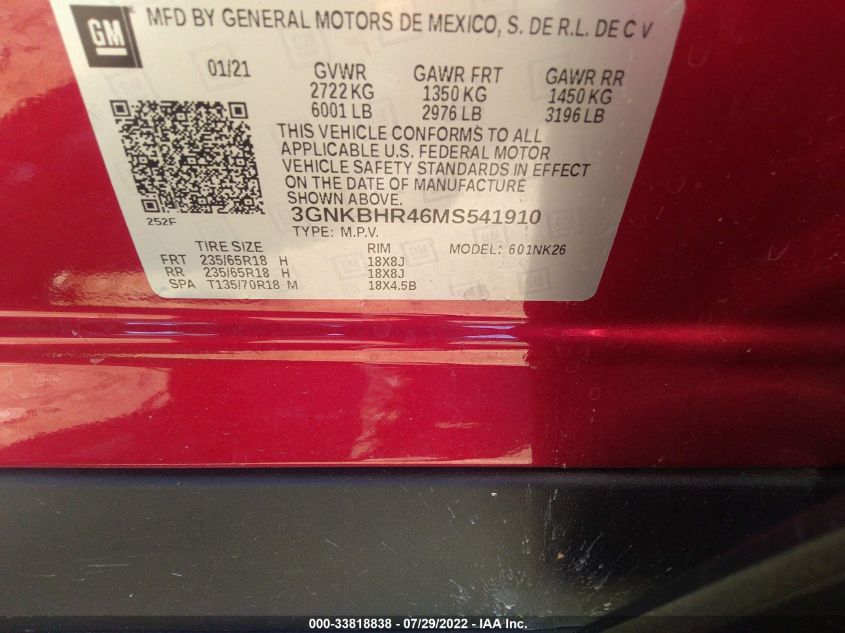 GM
MFD BY GENERAL MOTORS DE MEXICO, S. DE R.L. DE C V
01/21 GVWR GAWR FRT GAWR RR
2722 KG 1350 KG 1450 KG
6001 LB 2976 LB 3196 LB
THIS VEHICLE CONFORMS TO ALL
APPLICABLE U.S. FEDERAL MOTOR
VEHICLE SAFETY STANDARDS IN EFFECT
ON THE DATE OF MANUFACTURE
SHOWN ABOVE.
252F 3GNKBHR46MS541910
TYPE: M.P.V. MODEL: 601NK26
TIRE SIZE RIM
FRT 235/65R18 H 18X8J
RR 235/65R18 H 18X8J
SPA T135/70R18 M 18X4.5B
000-33818838 - 07/29/2022 - IAA Inc.